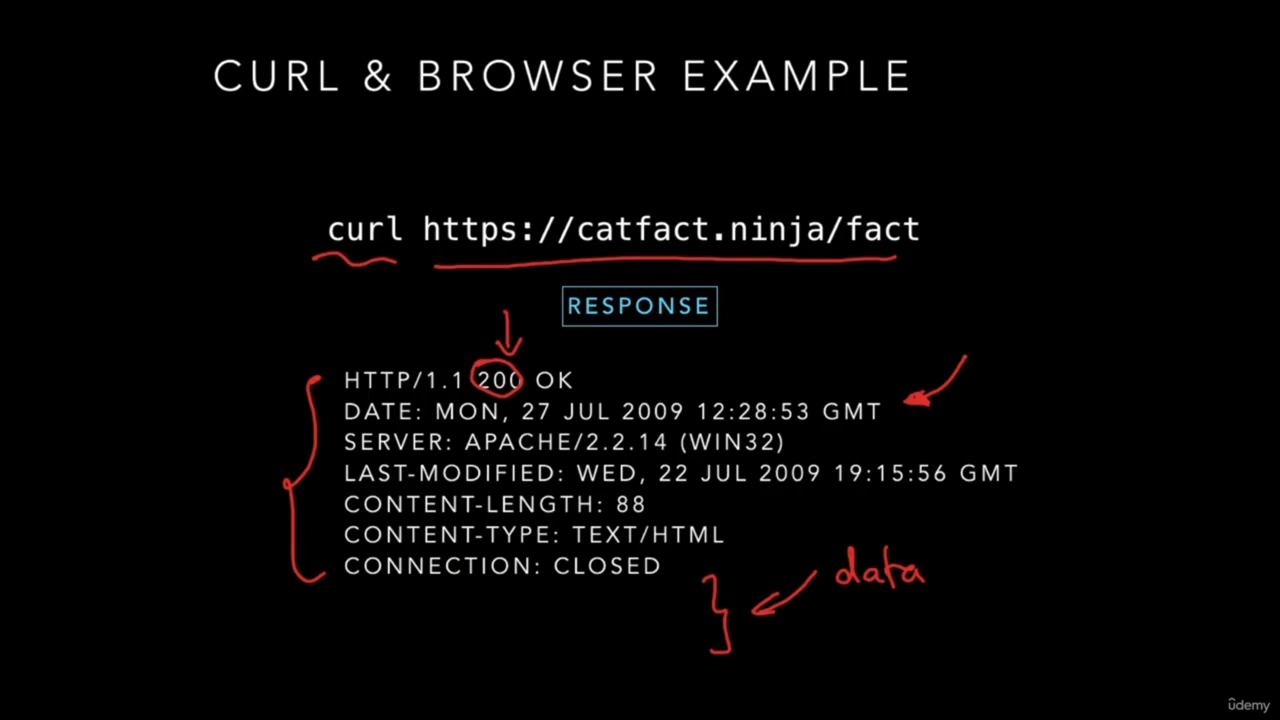 CURL & BROWSER EXAMPLE
curl https://catfact.ninja/fact
RESPONSE
HTTP/1.1 200 OK
DATE: MON, 27 JUL 2009 12:28:53 GMT
SERVER: APACHE/2.2.14 (WIN32)
LAST-MODIFIED: WED, 22 JUL 2009 19:15:56 GMT
CONTENT-LENGTH: 88
CONTENT-TYPE: TEXT/HTML
CONNECTION: CLOSED
data
ûdemy